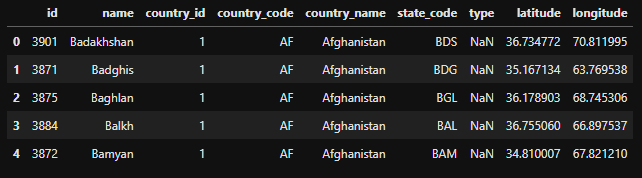 id name country_id country_code country_name state_code type latitude longitude
0 3901 Badakhshan 1 AF Afghanistan BDS NaN 36.734772 70.811995
1 3871 Badghis 1 AF Afghanistan BDG NaN 35.167134 63.769538
2 3875 Baghlan 1 AF Afghanistan BGL NaN 36.178903 68.745306
3 3884 Balkh 1 AF Afghanistan BAL NaN 36.755060 66.897537
4 3872 Bamyan 1 AF Afghanistan BAM NaN 34.810007 67.821210